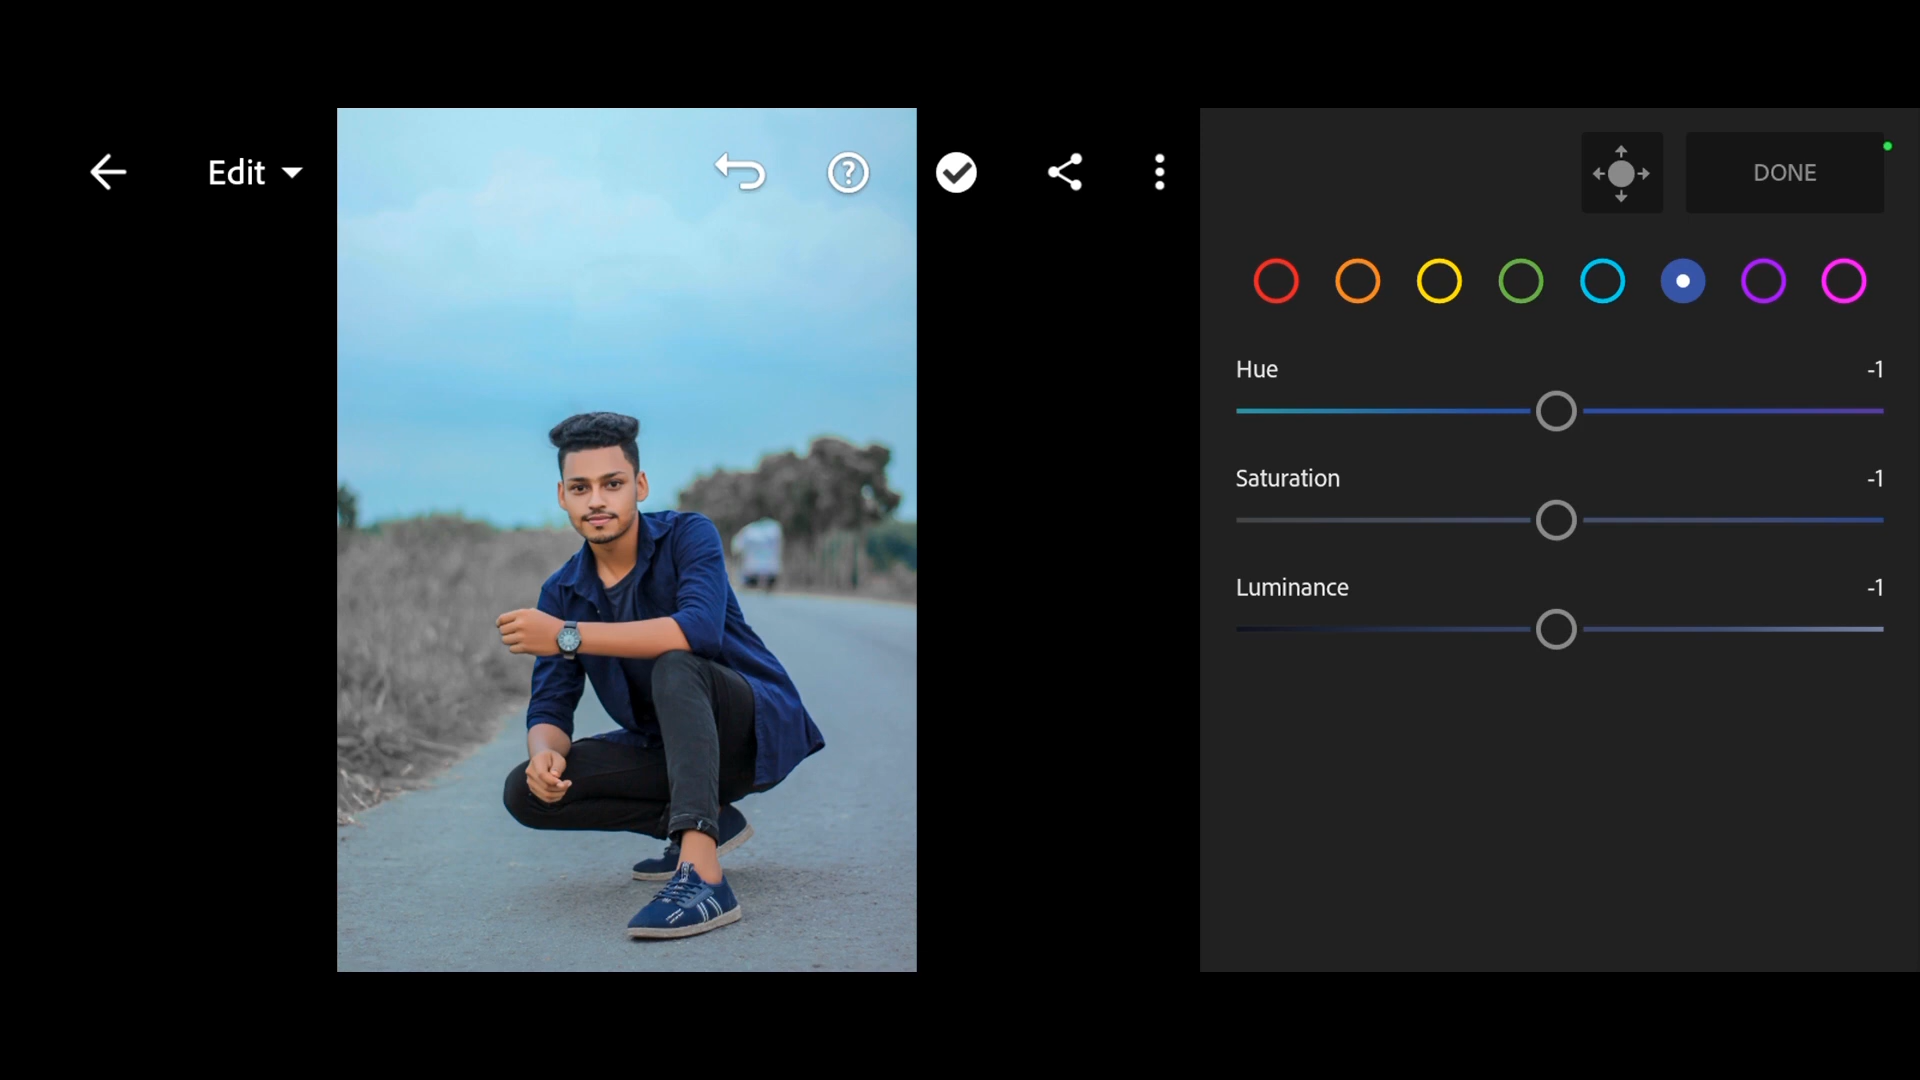 Edit
?
DONE
Hue -1
Saturation -1
Luminance -1